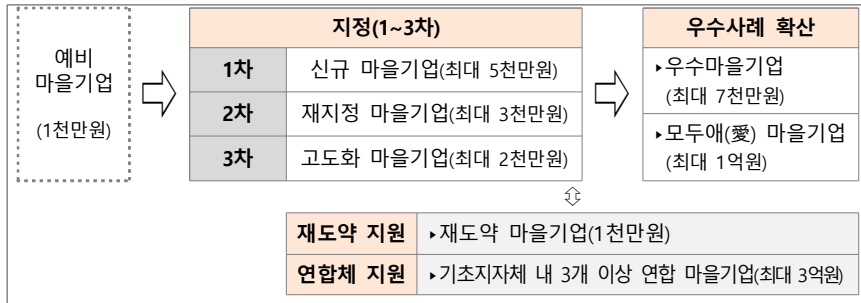 예비
마을기업
(1천만원)
지정(1~3차)
1차 신규 마을기업(최대 5천만원)
2차 재지정 마을기업(최대 3천만원)
3차 고도화 마을기업(최대 2천만원)
우수사례 확산
▸우수마을기업
(최대 7천만원)
▸모두애(愛) 마을기업
(최대 1억원)
재도약 지원 ▸재도약 마을기업(1천만원)
연합체 지원 ▸기초지자체 내 3개 이상 연합 마을기업(최대 3억원)